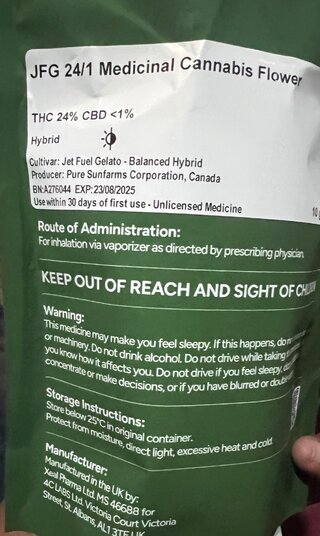 JFG 24/1 Medicinal Cannabis Flower
THC 24% CBD <1%
Hybrid
Cultivar: Jet Fuel Gelato - Balanced Hybrid
Producer: Pure Sunfarms Corporation, Canada
BN:A276044 EXP:23/08/2025
Use within 30 days of first use - Unlicensed Medicine
10
Route of Administration:
For inhalation via vaporizer as directed by prescribing physician.
KEEP OUT OF REACH AND SIGHT OF
Warning:
This medicine may make you feel sleepy. If this happens, do
or machinery. Do not drink alcohol. Do not drive while taking
you know how it affects you. Do not drive if you feel sleepy,
concentrate or make decisions, or if you have blurred or
Storage Instructions:
Store below 25°C in original container.
Protect from moisture, direct light, excessive heat and cold.
Manufacturer:
Manufactured in the UK by:
Xeal Pharma Ltd. MS 46688 for
4C LABS Ltd. Victoria Court Victoria
Street, St. Albans, AL1 3TF UK